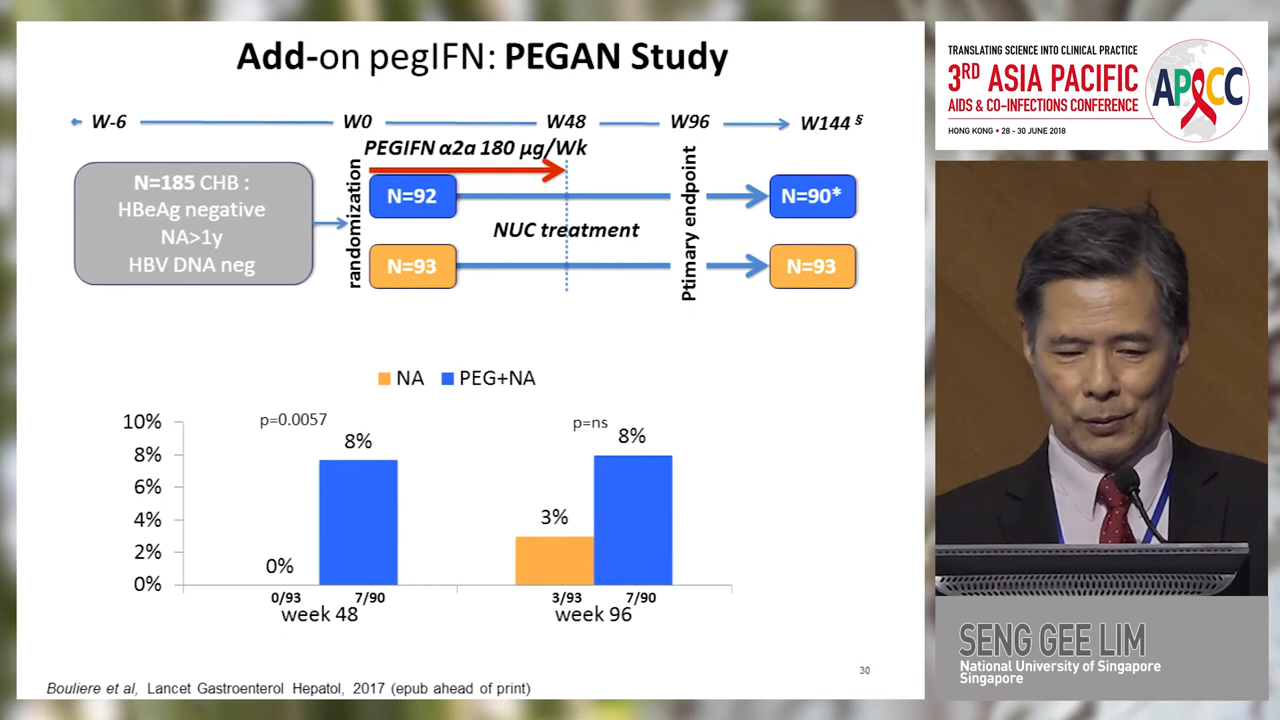 Add-on pegIFN: PEGAN Study
W-6 W0 W48 W96 W144 §
PEGIFN α2a 180 µg/Wk
N=185 CHB :
HBeAg negative
NA>1y
HBV DNA neg
randomization
N=92
N=93
NUC treatment
Ptimary endpoint
N=90*
N=93
NA PEG+NA
10%
8%
6%
4%
2%
0%
p=0.0057
0%
8%
p=ns
3%
8%
0/93 7/90 3/93 7/90
week 48 week 96
30
Bouliere et al, Lancet Gastroenterol Hepatol, 2017 (epub ahead of print)
TRANSLATING SCIENCE INTO CLINICAL PRACTICE
3RD ASIA PACIFIC
AIDS & CO-INFECTIONS CONFERENCE
HONG KONG • 28 - 30 JUNE 2018
APACC
SENG GEE LIM
National University of Singapore
Singapore